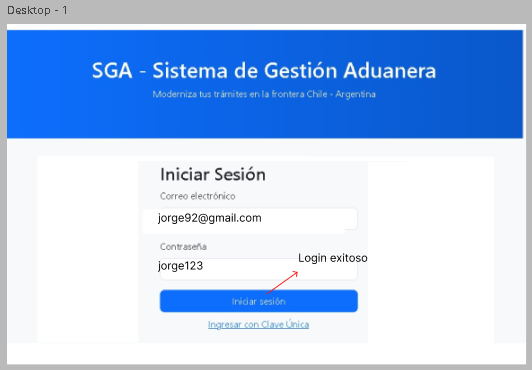 Desktop - 1
SGA - Sistema de Gestión Aduanera
Moderniza tus trámites en la frontera Chile - Argentina
Iniciar Sesión
Correo electrónico
jorge92@gmail.com
Contraseña
jorge123
Login exitoso
Iniciar sesión
Ingresar con Clave Única